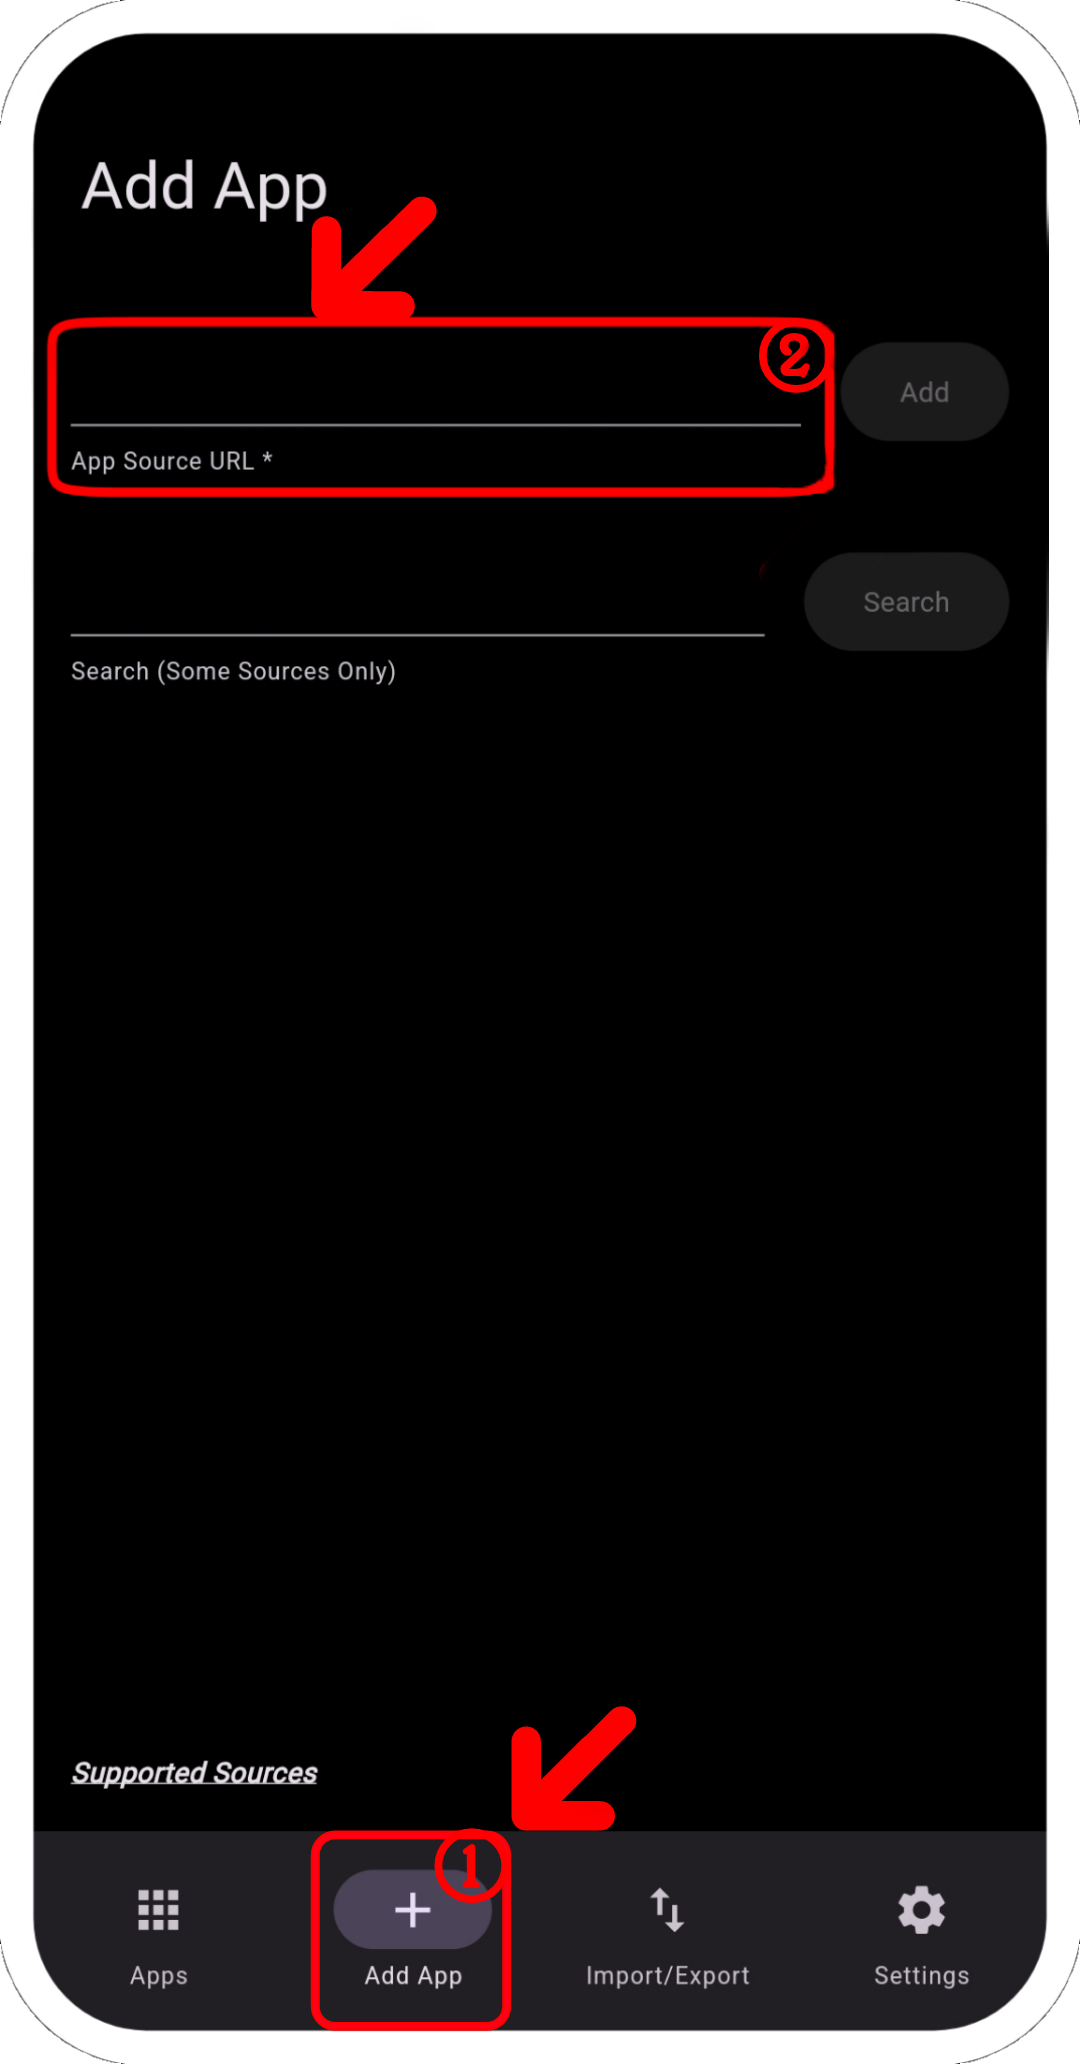 Add App
②
Add
App Source URL *
Search
Search (Some Sources Only)
Supported Sources
①
Apps
Add App
Import/Export
Settings